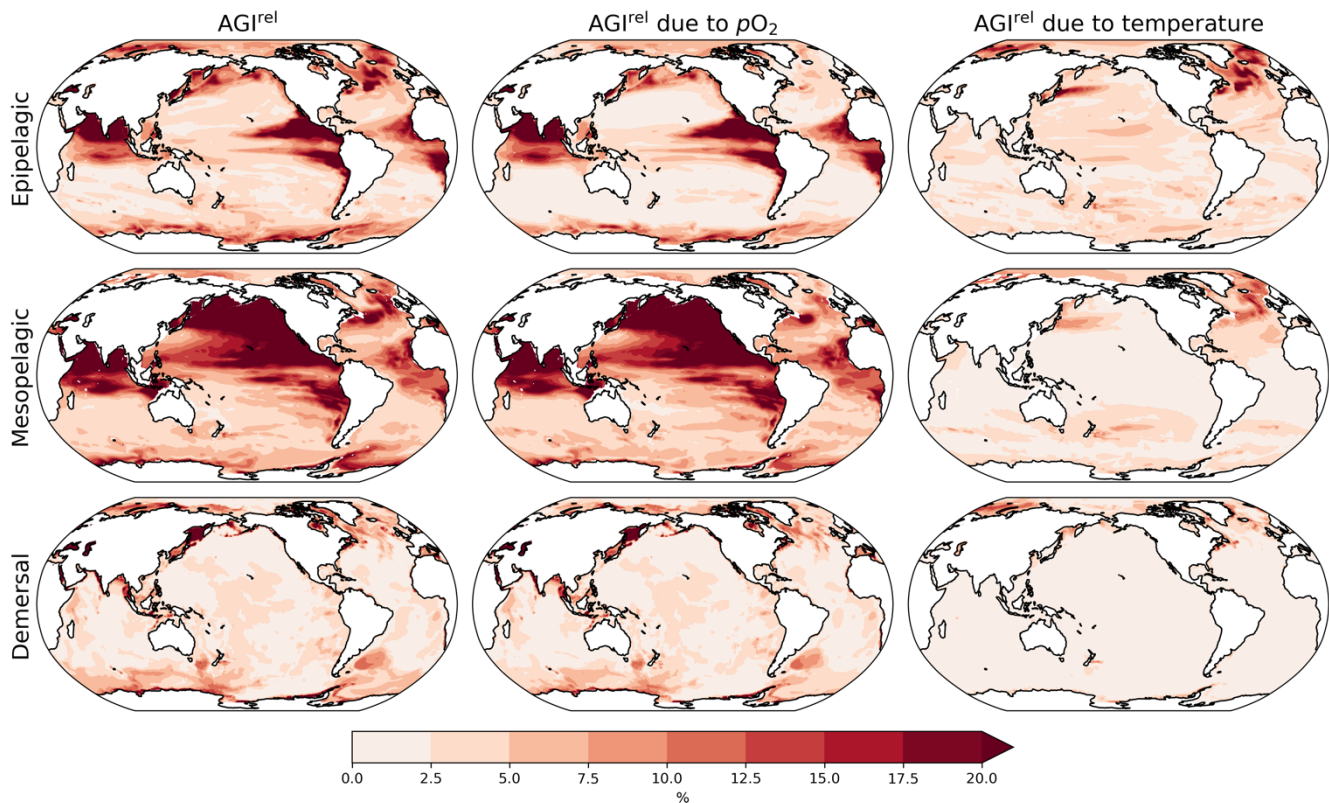 AGI^rel
AGI^rel due to pO₂
AGI^rel due to temperature
Epipelagic
Mesopelagic
Demersal
0.0 2.5 5.0 7.5 10.0 12.5 15.0 17.5 20.0
%